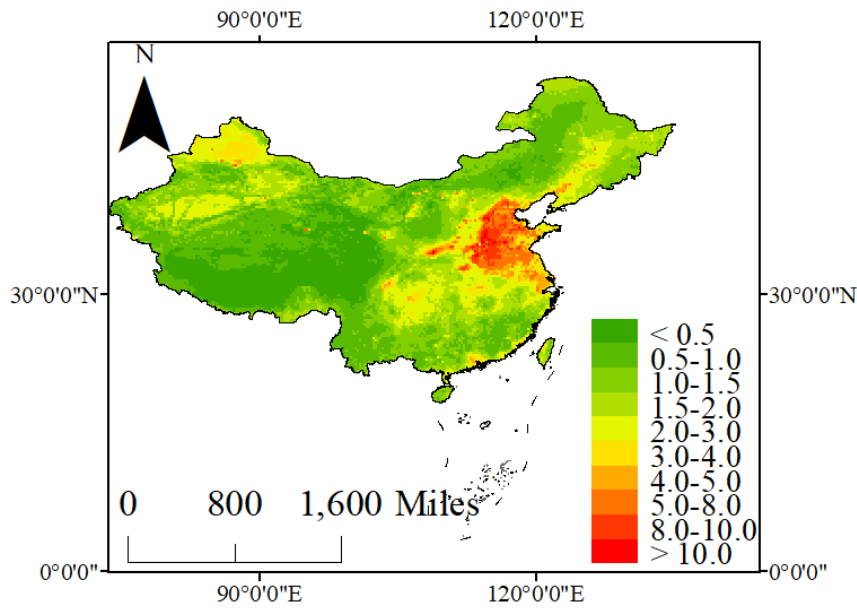 90°0'0"E 120°0'0"E
N
30°0'0"N 30°0'0"N
< 0.5
0.5-1.0
1.0-1.5
1.5-2.0
2.0-3.0
3.0-4.0
4.0-5.0
5.0-8.0
8.0-10.0
> 10.0
0 800 1,600 Miles
0°0'0" 0°0'0"
90°0'0"E 120°0'0"E